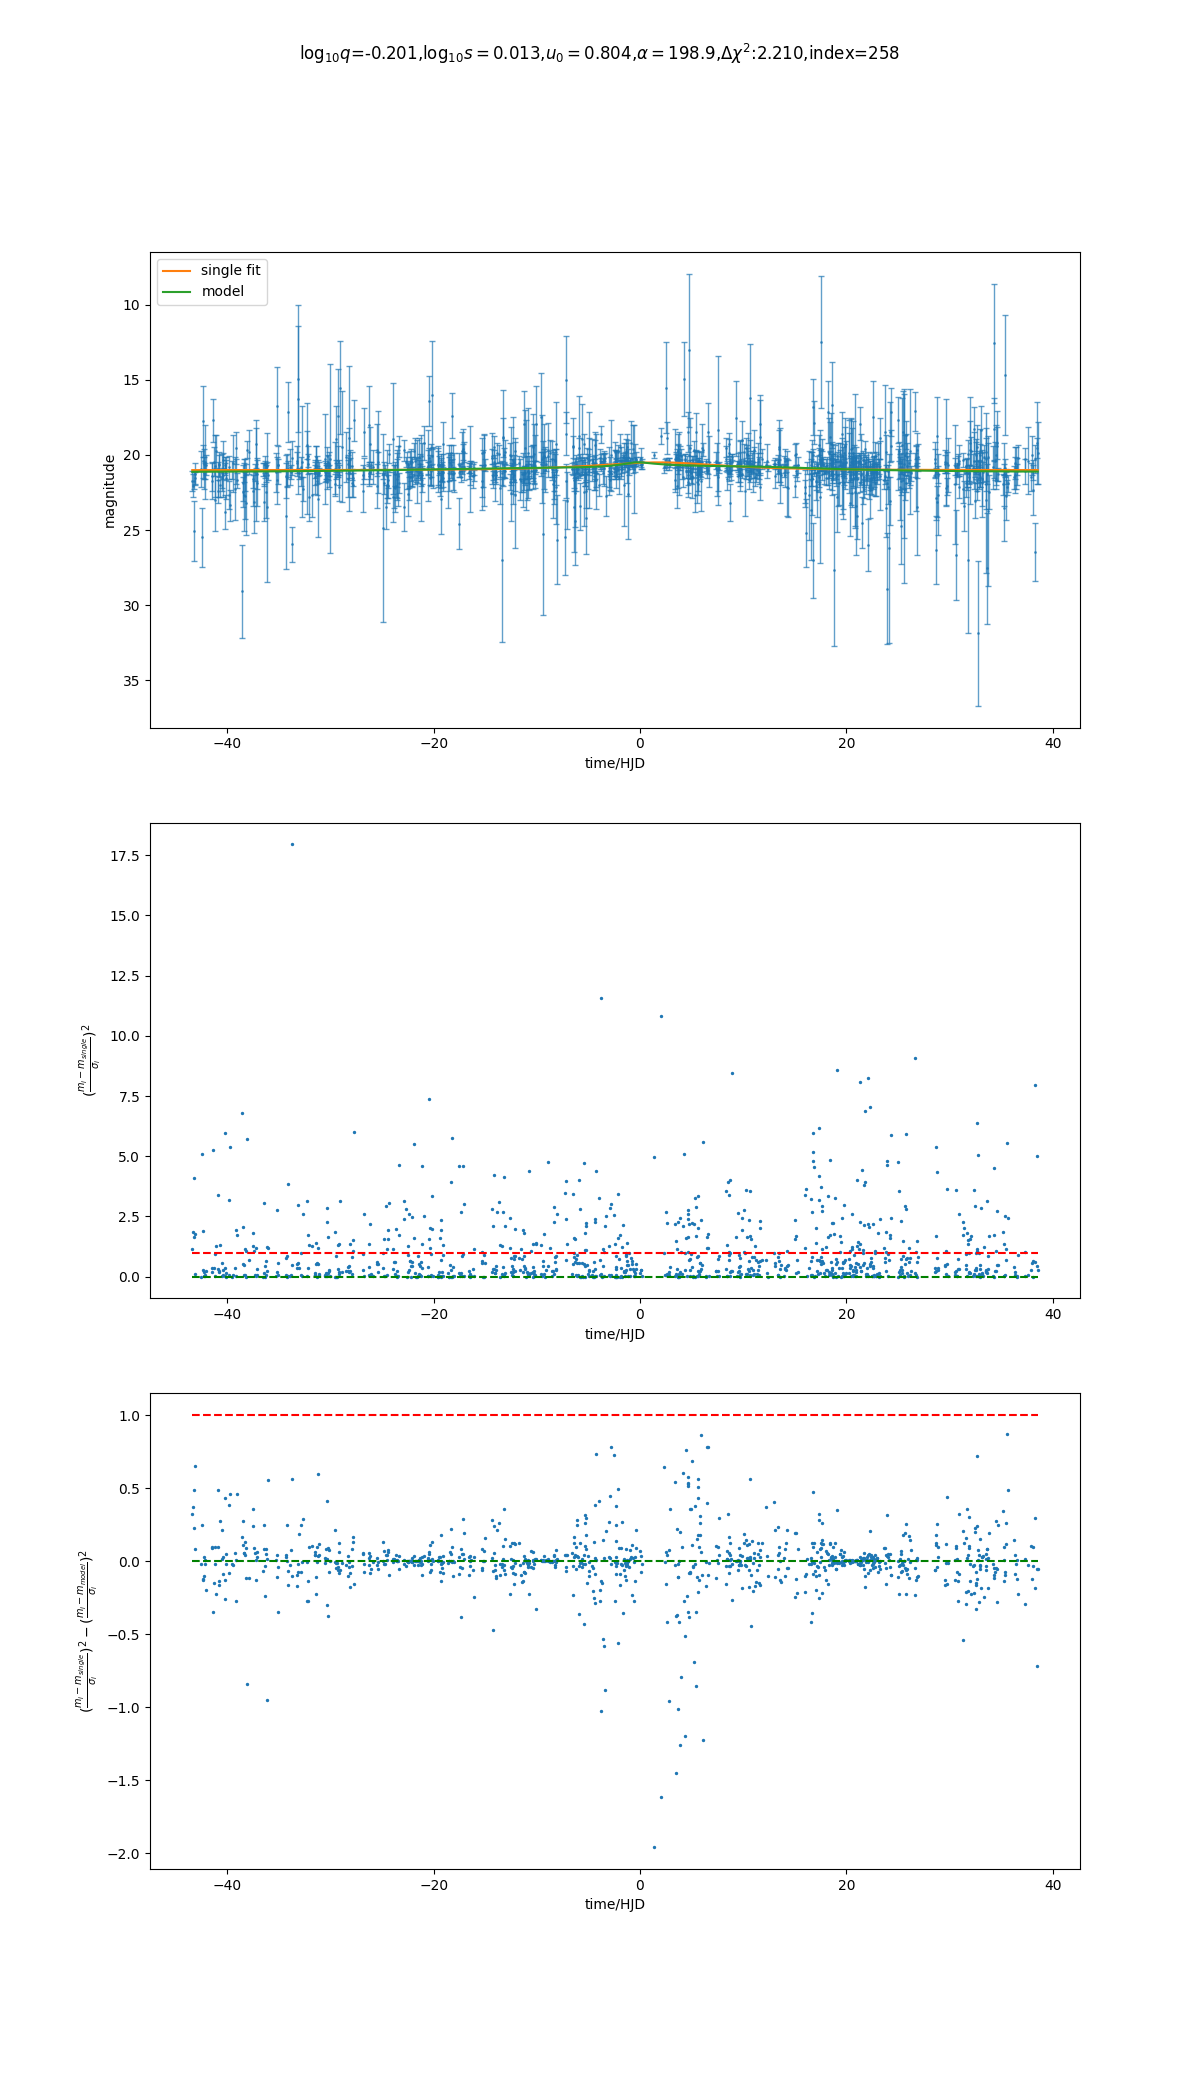 log₁₀q=-0.201,log₁₀s = 0.013,u₀ = 0.804,α = 198.9,Δχ²:2.210,index=258
single fit
model
10
15
20
25
30
35
magnitude
−40 −20 0 20 40
time/HJD
17.5
15.0
12.5
10.0
7.5
5.0
2.5
0.0
(mᵢ − m_single / σᵢ)²
−40 −20 0 20 40
time/HJD
1.0
0.5
0.0
−0.5
−1.0
−1.5
−2.0
(mᵢ − m_single / σᵢ)² − (mᵢ − m_model / σᵢ)²
−40 −20 0 20 40
time/HJD